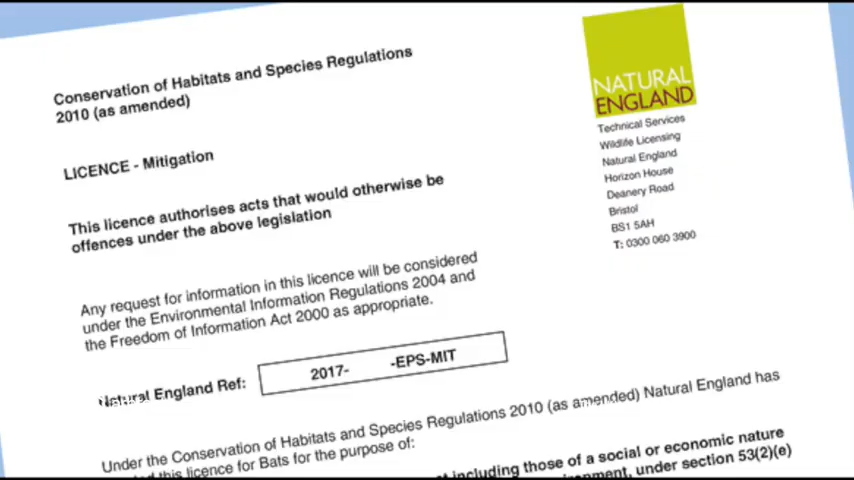 Conservation of Habitats and Species Regulations
2010 (as amended)
LICENCE - Mitigation
This licence authorises acts that would otherwise be
offences under the above legislation
Any request for information in this licence will be considered
under the Environmental Information Regulations 2004 and
the Freedom of Information Act 2000 as appropriate.
Natural England Ref:
2017- -EPS-MIT
Under the Conservation of Habitats and Species Regulations 2010 (as amended) Natural England has
this licence for Bats for the purpose of:
including those of a social or economic nature
under section 53(2)(e)
NATURAL
ENGLAND
Technical Services
Wildlife Licensing
Natural England
Horizon House
Deanery Road
Bristol
BS1 5AH
T: 0300 060 3900